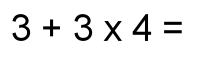 3 + 3 x 4 =